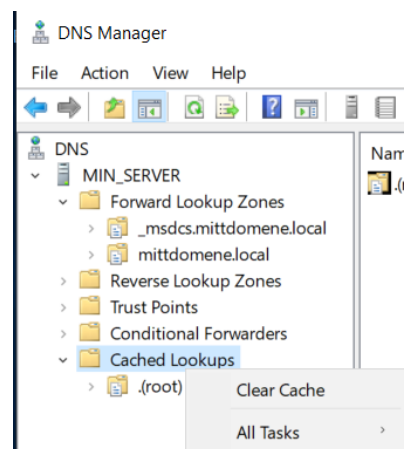 DNS Manager
File Action View Help
DNS
MIN_SERVER
Forward Lookup Zones
_msdcs.mittdomene.local
mittdomene.local
Reverse Lookup Zones
Trust Points
Conditional Forwarders
Cached Lookups
.(root)
Clear Cache
All Tasks